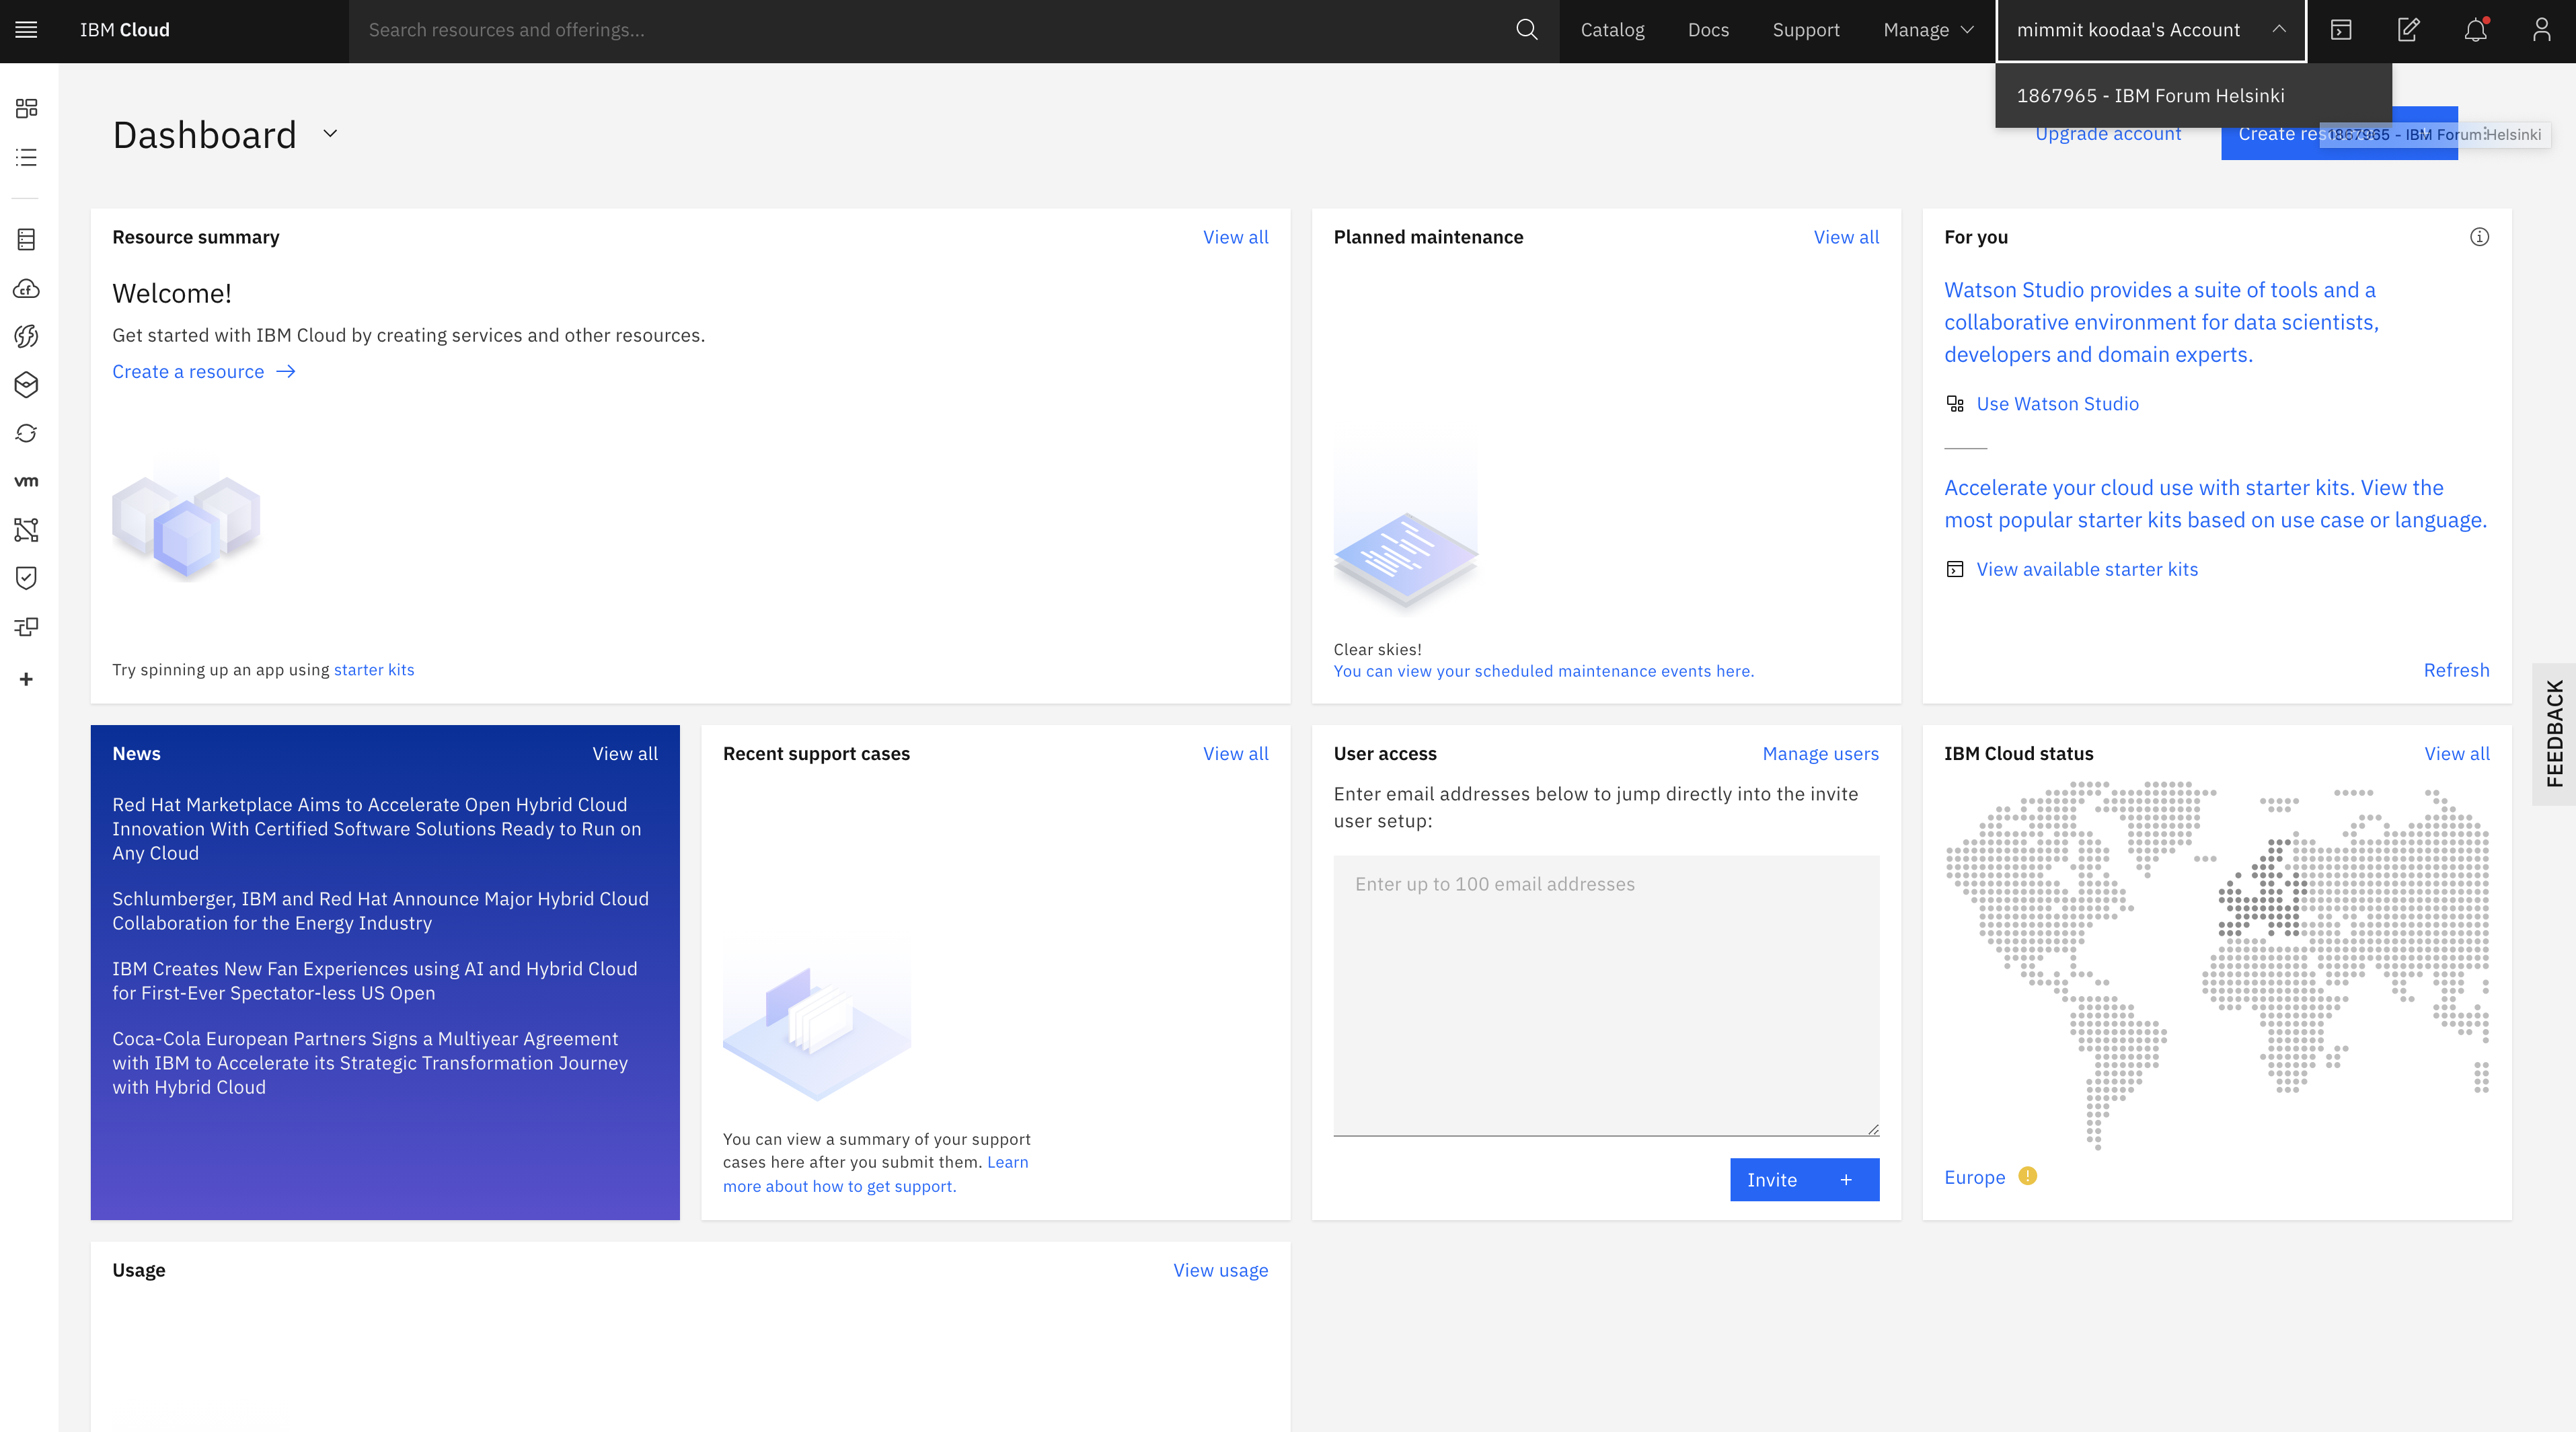 IBM Cloud
Search resources and offerings...
Catalog
Docs
Support
Manage
mimmit koodaa's Account
1867965 - IBM Forum Helsinki
Dashboard
Upgrade account
Create res
1867965 - IBM Forum Helsinki
Resource summary
View all
Welcome!
Get started with IBM Cloud by creating services and other resources.
Create a resource
Try spinning up an app using starter kits
Planned maintenance
View all
Clear skies!
You can view your scheduled maintenance events here.
For you
Watson Studio provides a suite of tools and a
collaborative environment for data scientists,
developers and domain experts.
Use Watson Studio
Accelerate your cloud use with starter kits. View the
most popular starter kits based on use case or language.
View available starter kits
Refresh
cf
vm
FEEDBACK
News
View all
Red Hat Marketplace Aims to Accelerate Open Hybrid Cloud
Innovation With Certified Software Solutions Ready to Run on
Any Cloud
Schlumberger, IBM and Red Hat Announce Major Hybrid Cloud
Collaboration for the Energy Industry
IBM Creates New Fan Experiences using AI and Hybrid Cloud
for First-Ever Spectator-less US Open
Coca-Cola European Partners Signs a Multiyear Agreement
with IBM to Accelerate its Strategic Transformation Journey
with Hybrid Cloud
Recent support cases
View all
You can view a summary of your support
cases here after you submit them. Learn
more about how to get support.
User access
Manage users
Enter email addresses below to jump directly into the invite
user setup:
Enter up to 100 email addresses
Invite +
IBM Cloud status
View all
Europe
Usage
View usage